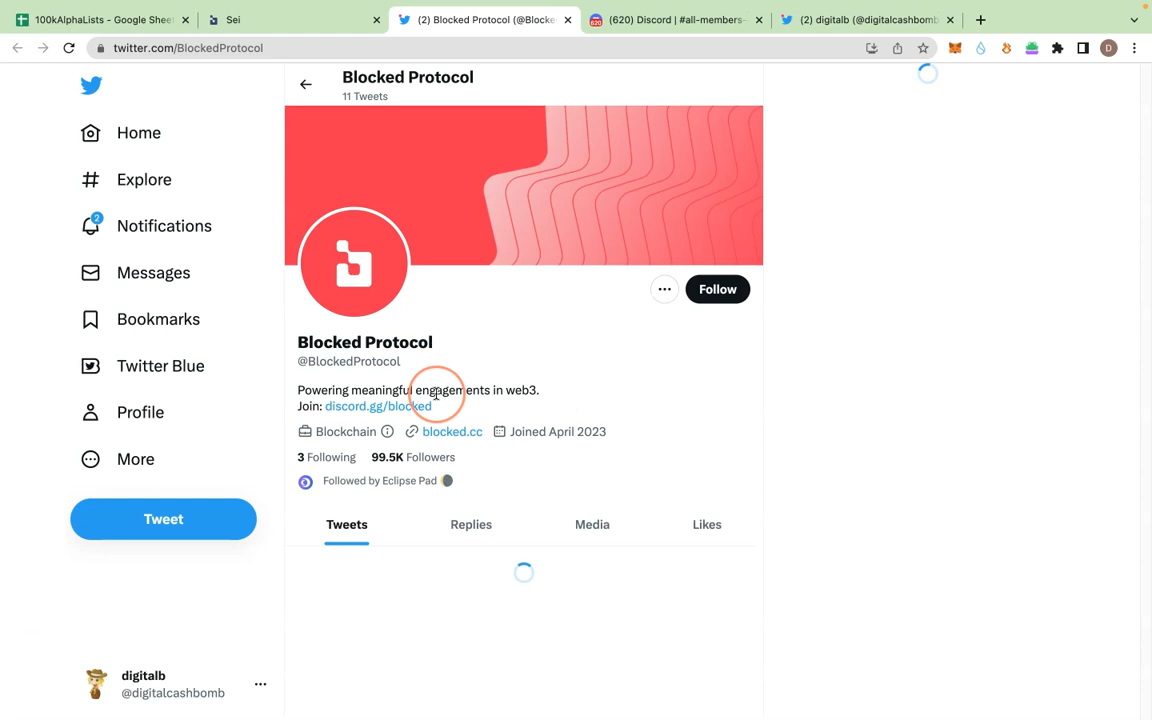 100kAlphaLists - Google Sheet
Sei
(2) Blocked Protocol (@Blocke
(620) Discord | #all-members-
(2) digitalb (@digitalcashbomb
twitter.com/BlockedProtocol
D
Blocked Protocol
11 Tweets
Home
Explore
2
Notifications
Messages
Bookmarks
Twitter Blue
Profile
More
Tweet
digitalb
@digitalcashbomb
Follow
Blocked Protocol
@BlockedProtocol
Powering meaningful engagements in web3.
Join: discord.gg/blocked
Blockchain blocked.cc Joined April 2023
3 Following 99.5K Followers
Followed by Eclipse Pad
Tweets Replies Media Likes